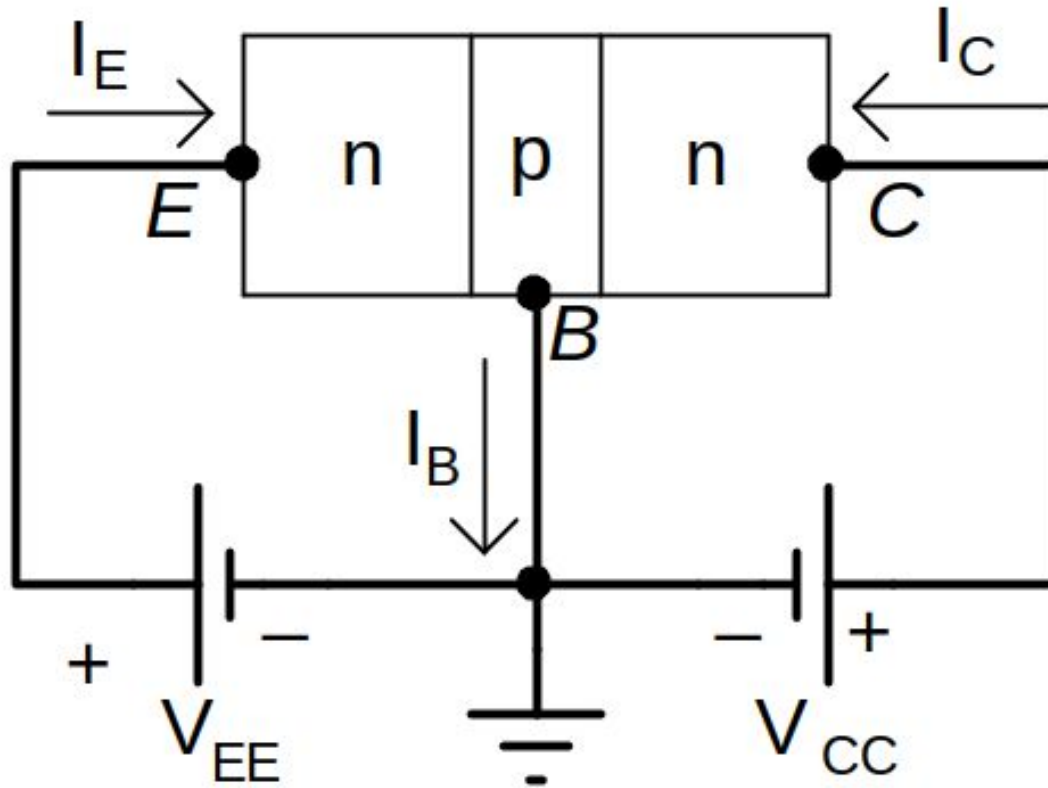 I_E I_C
n p n
E C
B
I_B
+ – – +
V_EE V_CC